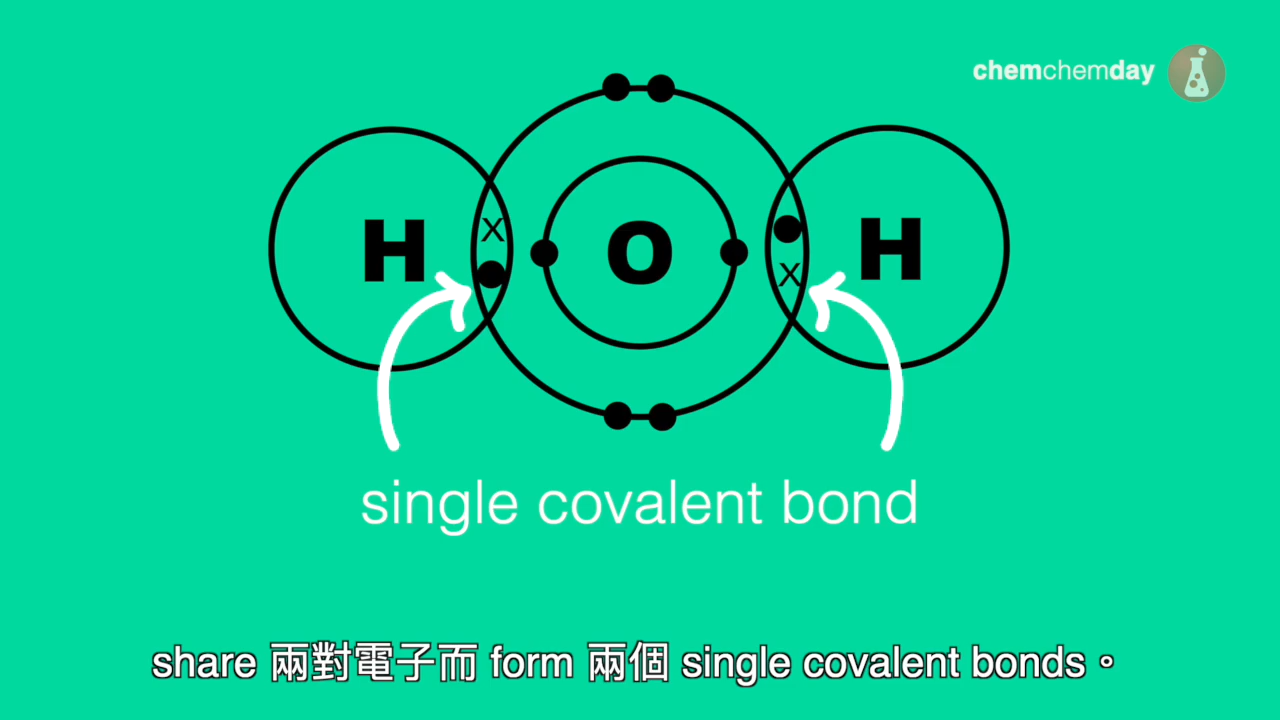 chemchemday
H x O x H
single covalent bond
share 兩對電子而 form 兩個 single covalent bonds。